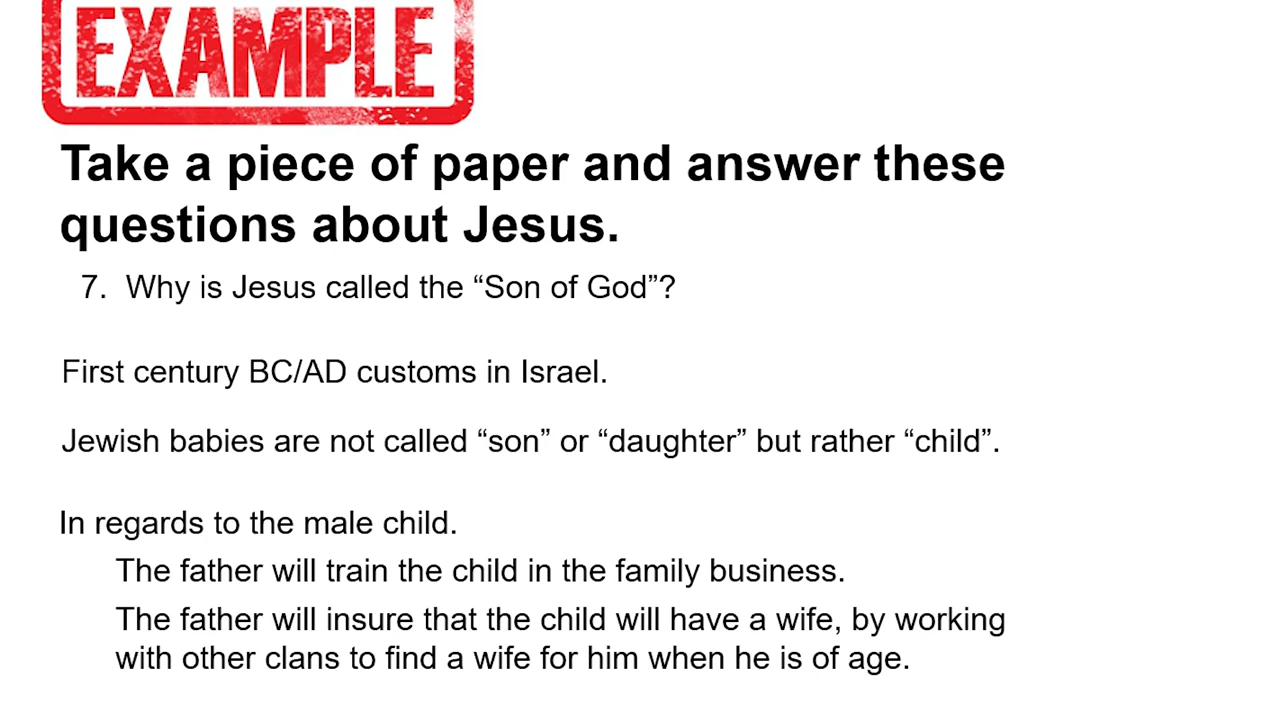 EXAMPLE
Take a piece of paper and answer these
questions about Jesus.
7. Why is Jesus called the “Son of God”?
First century BC/AD customs in Israel.
Jewish babies are not called “son” or “daughter” but rather “child”.
In regards to the male child.
The father will train the child in the family business.
The father will insure that the child will have a wife, by working
with other clans to find a wife for him when he is of age.